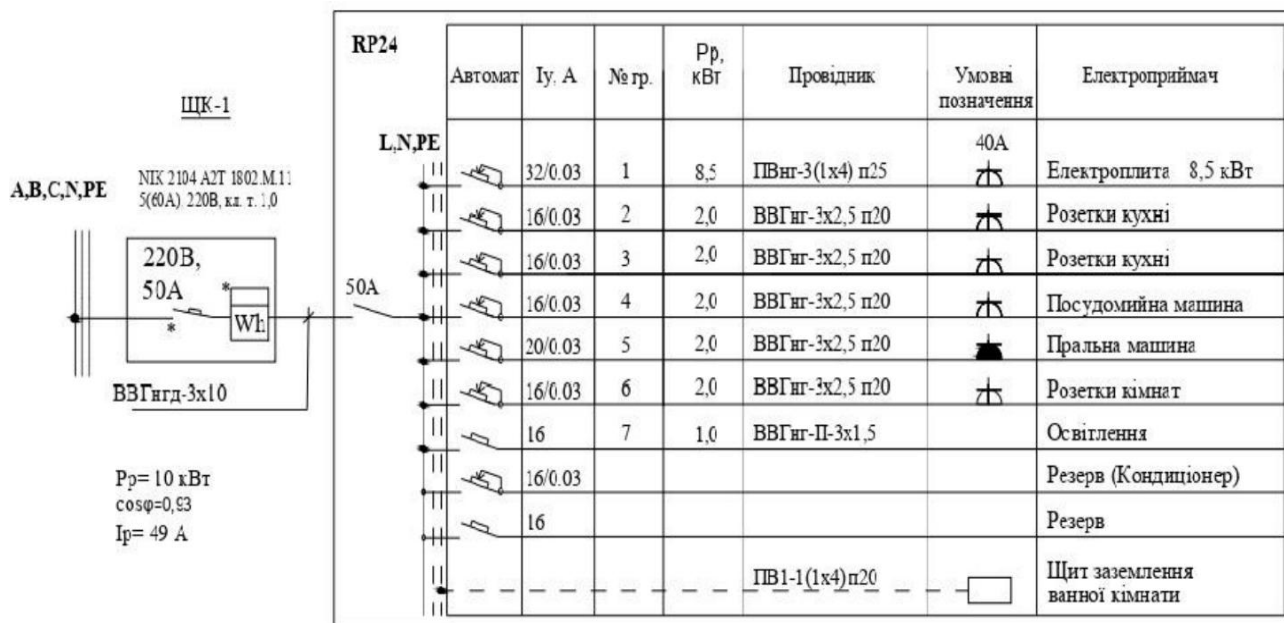 RP24
Автомат Iу, А № гр. Рр, кВт Провідник Умовні позначення Електроприймач
ЩК-1
L,N,PE
40А
A,B,C,N,PE
NIK 2104 А2Т 1802.М.11
5(60А) 220В, кл. т. 1,0
220В,
50А
*
*
Wh
50А
ВВГнгд-3х10
Рр= 10 кВт
cosφ=0,93
Ір= 49 А
32/0.03 1 8,5 ПВнг-3(1х4) п25 Електроплита 8,5 кВт
16/0.03 2 2,0 ВВГнг-3х2,5 п20 Розетки кухні
16/0.03 3 2,0 ВВГнг-3х2,5 п20 Розетки кухні
16/0.03 4 2,0 ВВГнг-3х2,5 п20 Посудомийна машина
20/0.03 5 2,0 ВВГнг-3х2,5 п20 Пральна машина
16/0.03 6 2,0 ВВГнг-3х2,5 п20 Розетки кімнат
16 7 1,0 ВВГнг-П-3х1,5 Освітлення
16/0.03 Резерв (Кондиціонер)
16 Резерв
ПВ1-1(1х4)п20 Щит заземлення
ванної кімнати